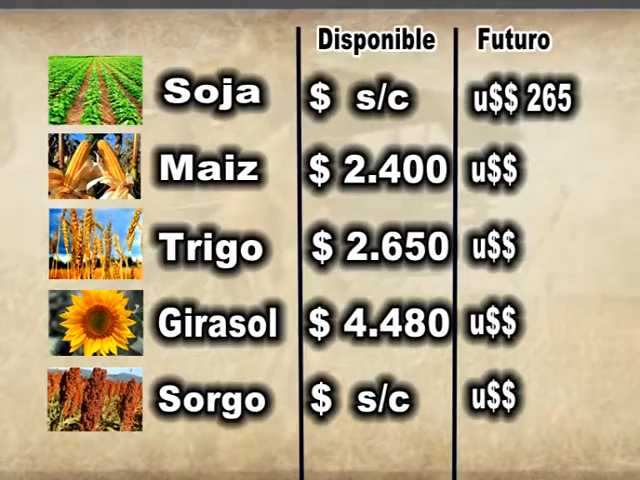 Disponible Futuro
Soja $ s/c u$$ 265
Maiz $ 2.400 u$$
Trigo $ 2.650 u$$
Girasol $ 4.480 u$$
Sorgo $ s/c u$$